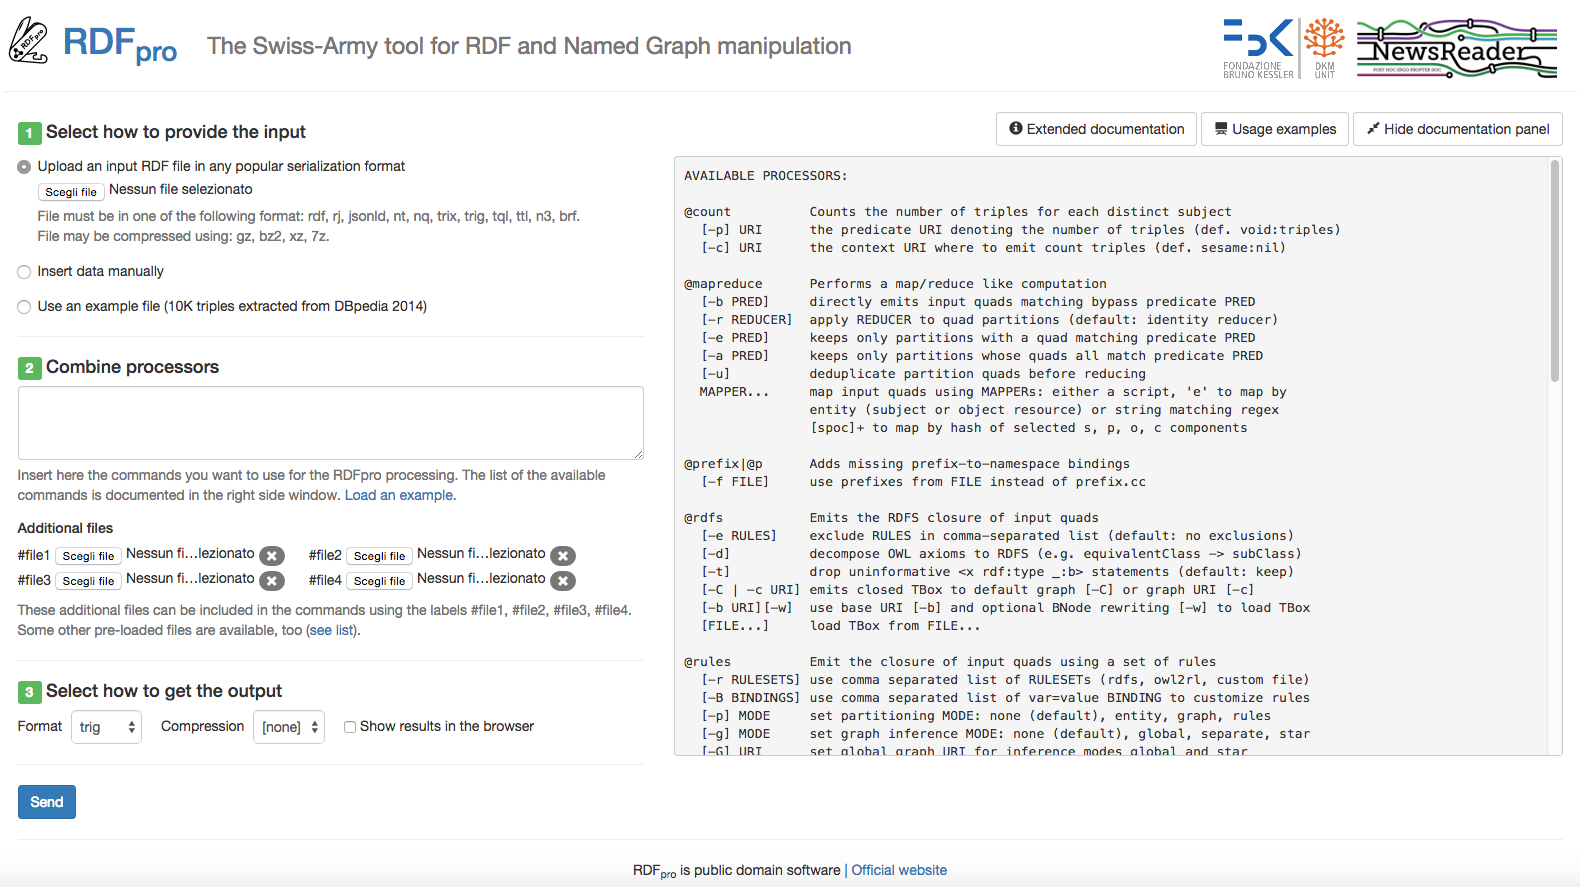 RDFpro
RDFpro The Swiss-Army tool for RDF and Named Graph manipulation
FBK
FONDAZIONE
BRUNO KESSLER
DKM
UNIT
NewsReader
POST HOC ERGO PROPTER HOC
1 Select how to provide the input
Upload an input RDF file in any popular serialization format
Scegli file Nessun file selezionato
File must be in one of the following format: rdf, rj, jsonld, nt, nq, trix, trig, tql, ttl, n3, brf.
File may be compressed using: gz, bz2, xz, 7z.
Insert data manually
Use an example file (10K triples extracted from DBpedia 2014)
2 Combine processors
Insert here the commands you want to use for the RDFpro processing. The list of the available
commands is documented in the right side window. Load an example.
Additional files
#file1 Scegli file Nessun fi...lezionato #file2 Scegli file Nessun fi...lezionato
#file3 Scegli file Nessun fi...lezionato #file4 Scegli file Nessun fi...lezionato
These additional files can be included in the commands using the labels #file1, #file2, #file3, #file4.
Some other pre-loaded files are available, too (see list).
3 Select how to get the output
Format trig Compression [none] Show results in the browser
Send
Extended documentation Usage examples Hide documentation panel
AVAILABLE PROCESSORS:
@count Counts the number of triples for each distinct subject
[-p] URI the predicate URI denoting the number of triples (def. void:triples)
[-c] URI the context URI where to emit count triples (def. sesame:nil)
@mapreduce Performs a map/reduce like computation
[-b PRED] directly emits input quads matching bypass predicate PRED
[-r REDUCER] apply REDUCER to quad partitions (default: identity reducer)
[-e PRED] keeps only partitions with a quad matching predicate PRED
[-a PRED] keeps only partitions whose quads all match predicate PRED
[-u] deduplicate partition quads before reducing
MAPPER... map input quads using MAPPERs: either a script, 'e' to map by
entity (subject or object resource) or string matching regex
[spoc]+ to map by hash of selected s, p, o, c components
@prefix|@p Adds missing prefix-to-namespace bindings
[-f FILE] use prefixes from FILE instead of prefix.cc
@rdfs Emits the RDFS closure of input quads
[-e RULES] exclude RULES in comma-separated list (default: no exclusions)
[-d] decompose OWL axioms to RDFS (e.g. equivalentClass -> subClass)
[-t] drop uninformative <x rdf:type _:b> statements (default: keep)
[-C | -c URI] emits closed TBox to default graph [-C] or graph URI [-c]
[-b URI][-w] use base URI [-b] and optional BNode rewriting [-w] to load TBox
[FILE...] load TBox from FILE...
@rules Emit the closure of input quads using a set of rules
[-r RULESETS] use comma separated list of RULESETs (rdfs, owl2rl, custom file)
[-B BINDINGS] use comma separated list of var=value BINDING to customize rules
[-p] MODE set partitioning MODE: none (default), entity, graph, rules
[-g] MODE set graph inference MODE: none (default), global, separate, star
[-G] URI set global graph URI for inference modes global and star
RDFpro is public domain software | Official website